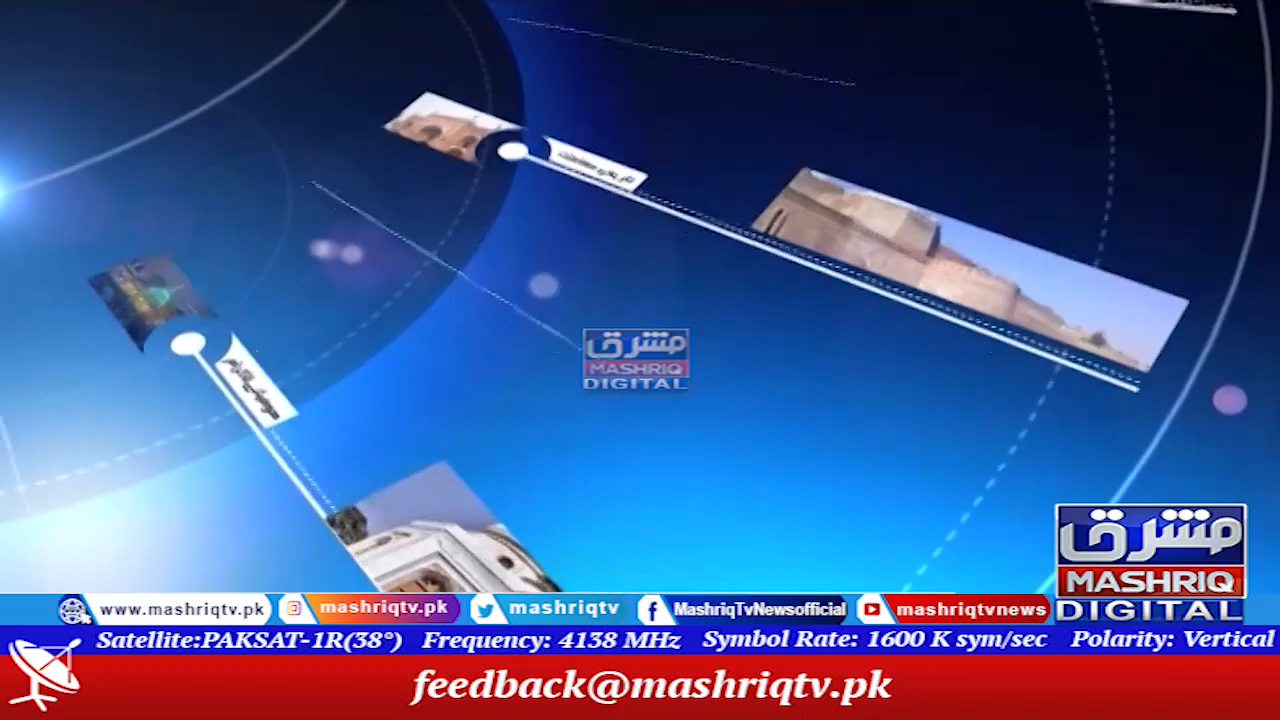 مشرق
MASHRIQ
DIGITAL
مشرق
MASHRIQ
DIGITAL
www.mashriqtv.pk mashriqtv.pk mashriqtv MashriqTvNewsofficial mashriqtvnews
Satellite:PAKSAT-1R(38°) Frequency: 4138 MHz Symbol Rate: 1600 K sym/sec Polarity: Vertical
feedback@mashriqtv.pk